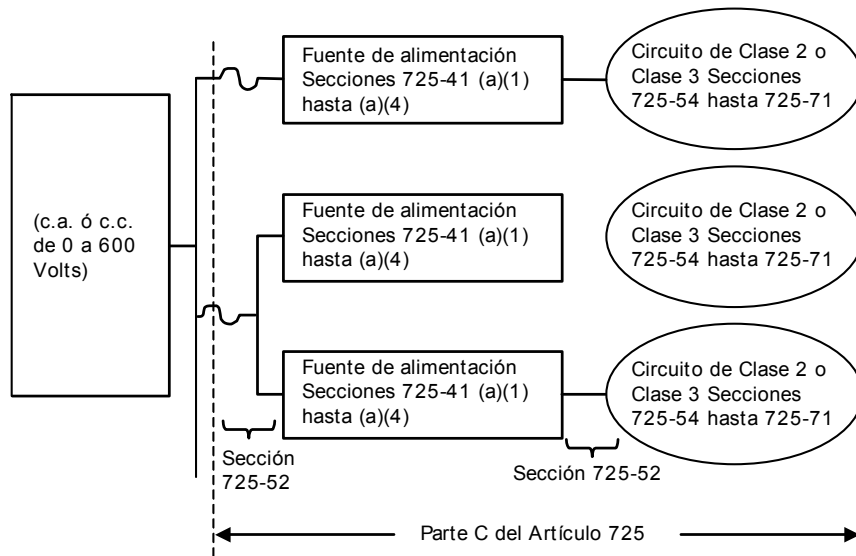 Fuente de alimentación
Secciones 725-41 (a)(1)
hasta (a)(4)
Circuito de Clase 2 o
Clase 3 Secciones
725-54 hasta 725-71
(c.a. ó c.c.
de 0 a 600
Volts)
Fuente de alimentación
Secciones 725-41 (a)(1)
hasta (a)(4)
Circuito de Clase 2 o
Clase 3 Secciones
725-54 hasta 725-71
Fuente de alimentación
Secciones 725-41 (a)(1)
hasta (a)(4)
Circuito de Clase 2 o
Clase 3 Secciones
725-54 hasta 725-71
Sección
725-52
Sección 725-52
Parte C del Artículo 725